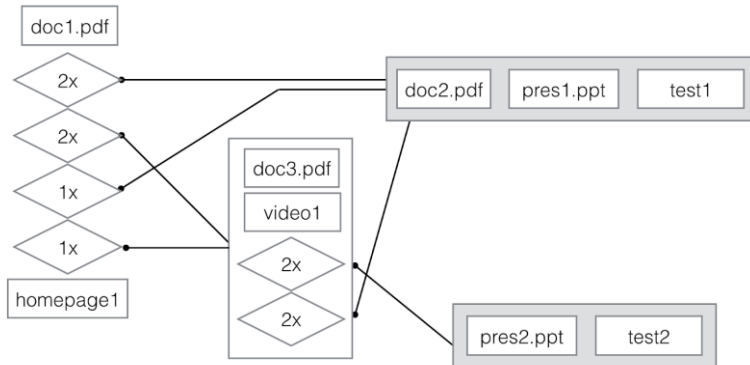 doc1.pdf
2x
2x
1x
1x
homepage1
doc2.pdf pres1.ppt test1
doc3.pdf
video1
2x
2x
pres2.ppt test2